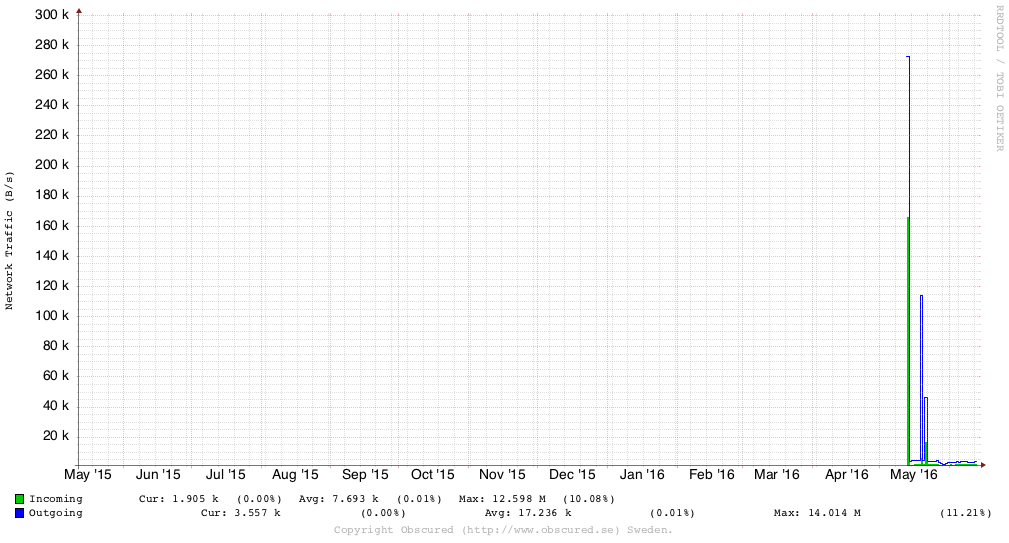 300 k
280 k
260 k
240 k
220 k
200 k
180 k
160 k
140 k
120 k
100 k
80 k
60 k
40 k
20 k
Network Traffic (B/s)
RRDTOOL / TOBI OETIKER
May '15 Jun '15 Jul '15 Aug '15 Sep '15 Oct '15 Nov '15 Dec '15 Jan '16 Feb '16 Mar '16 Apr '16 May '16
Incoming Cur: 1.905 k (0.00%) Avg: 7.693 k (0.01%) Max: 12.598 M (10.08%)
Outgoing Cur: 3.557 k (0.00%) Avg: 17.236 k (0.01%) Max: 14.014 M (11.21%)
Copyright Obscured (http://www.obscured.se) Sweden.